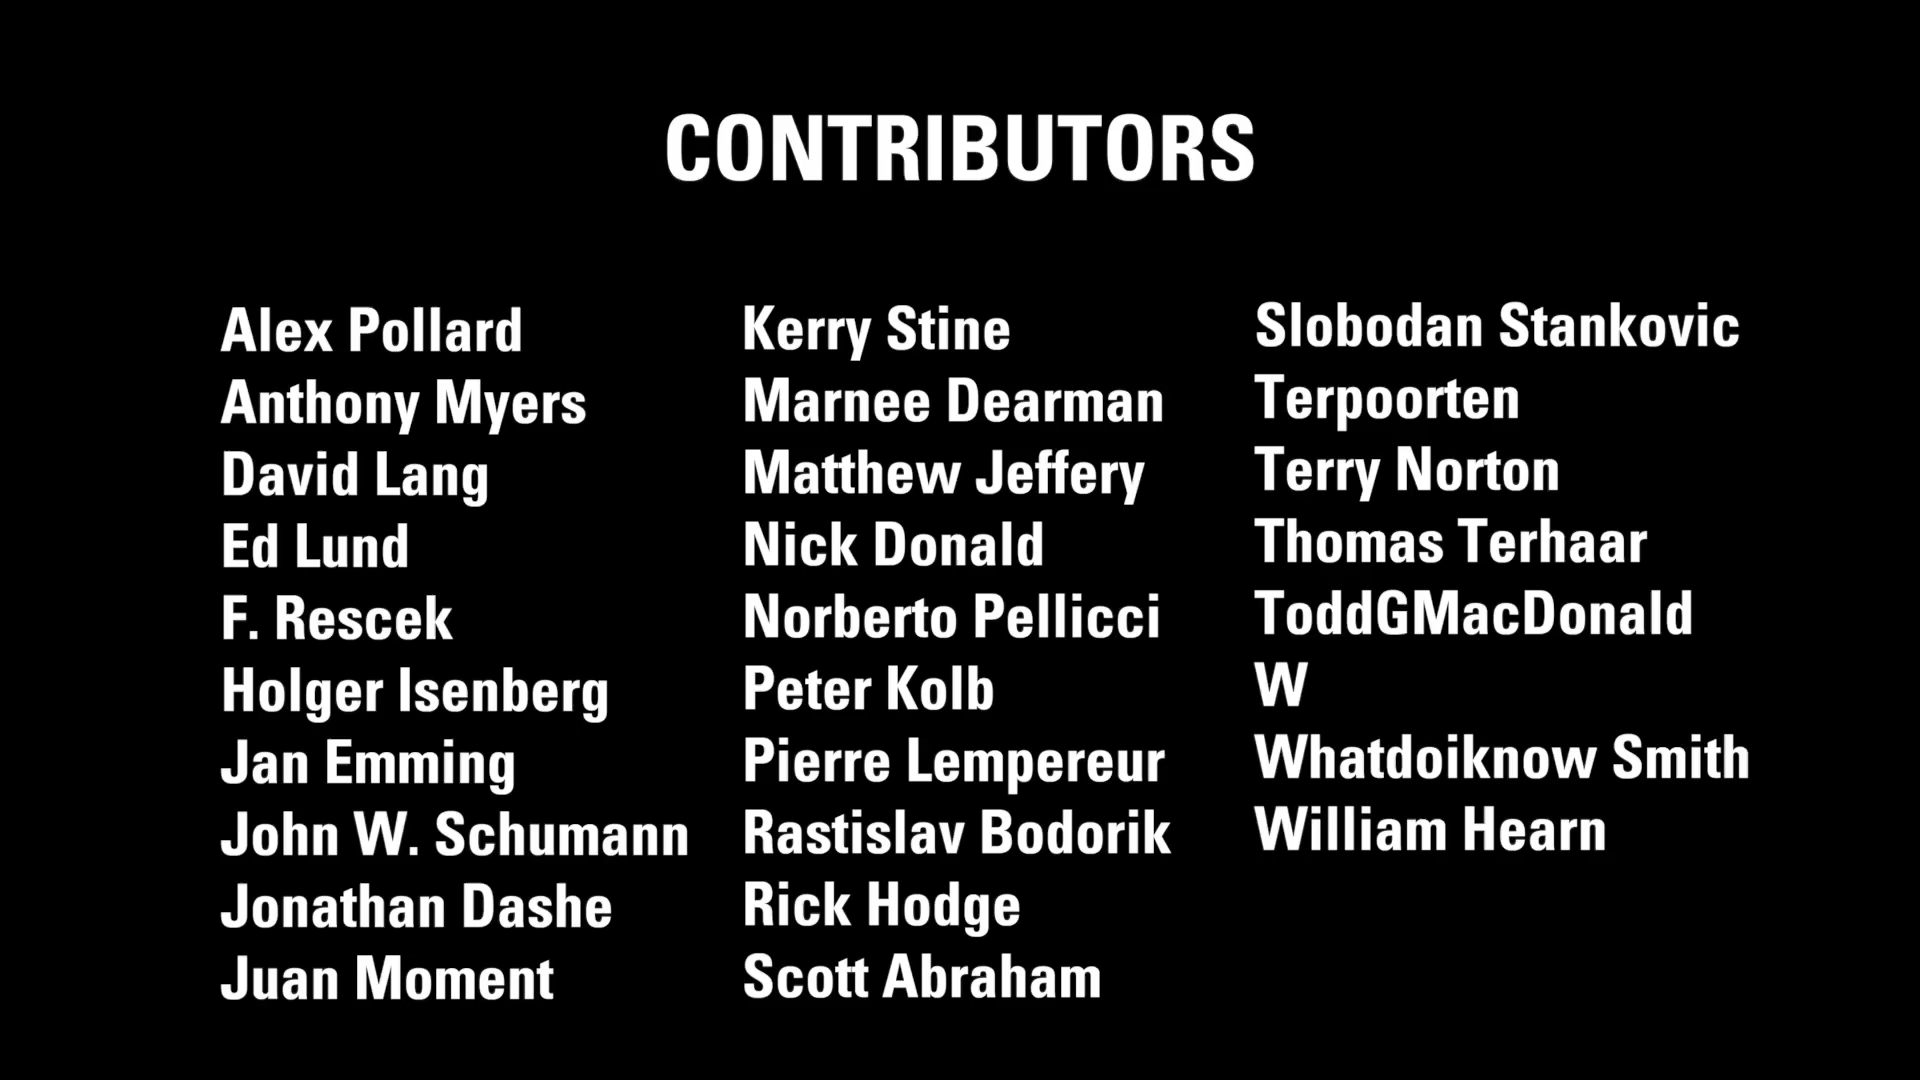 CONTRIBUTORS
Alex Pollard
Anthony Myers
David Lang
Ed Lund
F. Rescek
Holger Isenberg
Jan Emming
John W. Schumann
Jonathan Dashe
Juan Moment
Kerry Stine
Marnee Dearman
Matthew Jeffery
Nick Donald
Norberto Pellicci
Peter Kolb
Pierre Lempereur
Rastislav Bodorik
Rick Hodge
Scott Abraham
Slobodan Stankovic
Terpoorten
Terry Norton
Thomas Terhaar
ToddGMacDonald
W
Whatdoiknow Smith
William Hearn